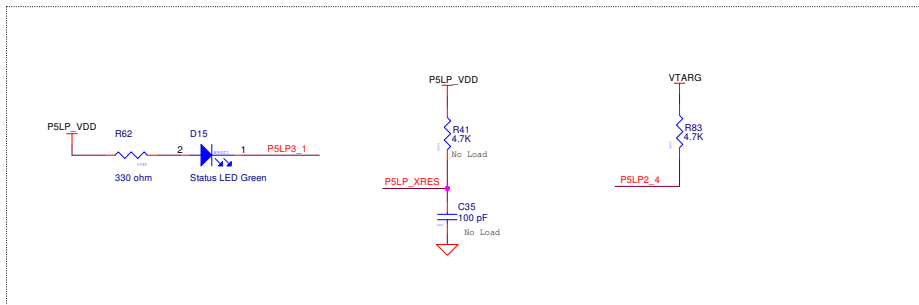 P5LP_VDD
R62
330 ohm
2
D15
1
P5LP3_1
Status LED Green
P5LP_VDD
R41
4.7K
No Load
P5LP_XRES
C35
100 pF
No Load
VTARG
R83
4.7K
P5LP2_4